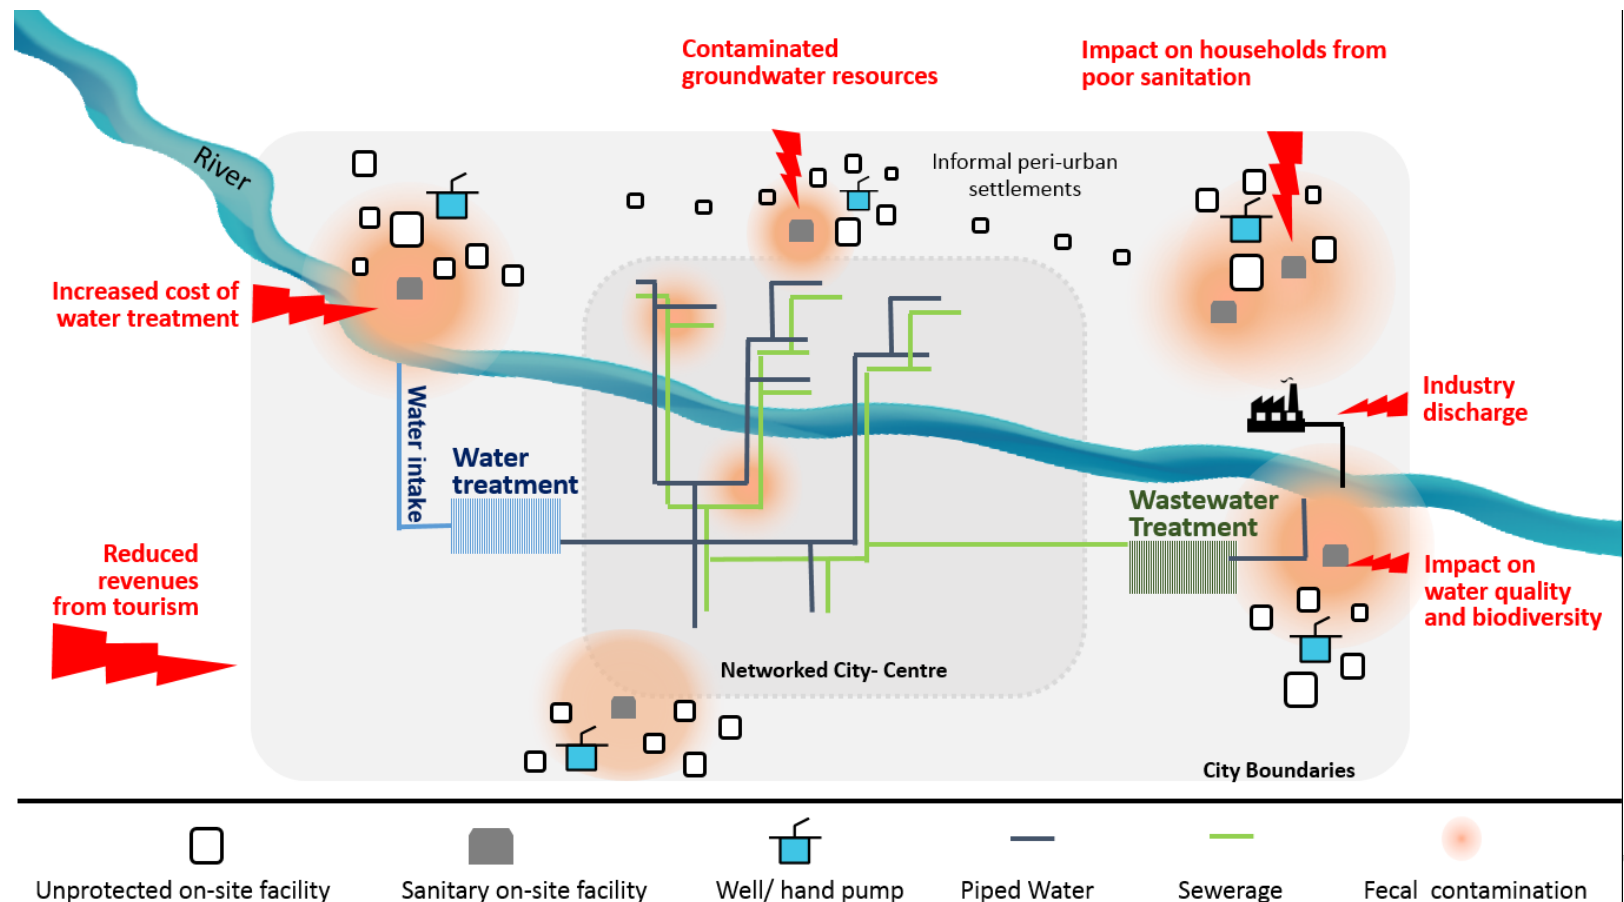 Contaminated
groundwater resources
Impact on households from
poor sanitation
River
Informal peri-urban
settlements
Increased cost of
water treatment
Industry
discharge
Water intake
Water
treatment
Wastewater
Treatment
Reduced
revenues
from tourism
Impact on
water quality
and biodiversity
Networked City- Centre
City Boundaries
Unprotected on-site facility
Sanitary on-site facility
Well/ hand pump
Piped Water
Sewerage
Fecal contamination